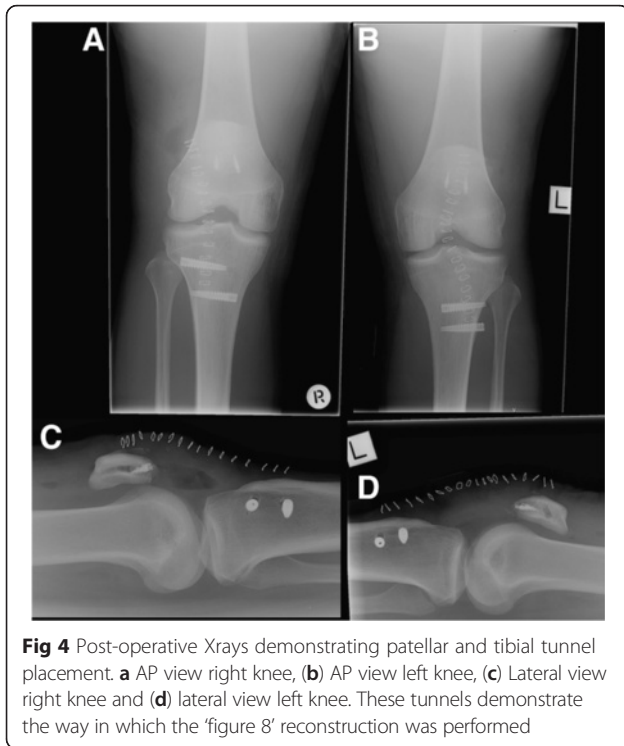 A
B
L
R
C
L
D
Fig 4 Post-operative Xrays demonstrating patellar and tibial tunnel
placement. a AP view right knee, (b) AP view left knee, (c) Lateral view
right knee and (d) lateral view left knee. These tunnels demonstrate
the way in which the ‘figure 8’ reconstruction was performed